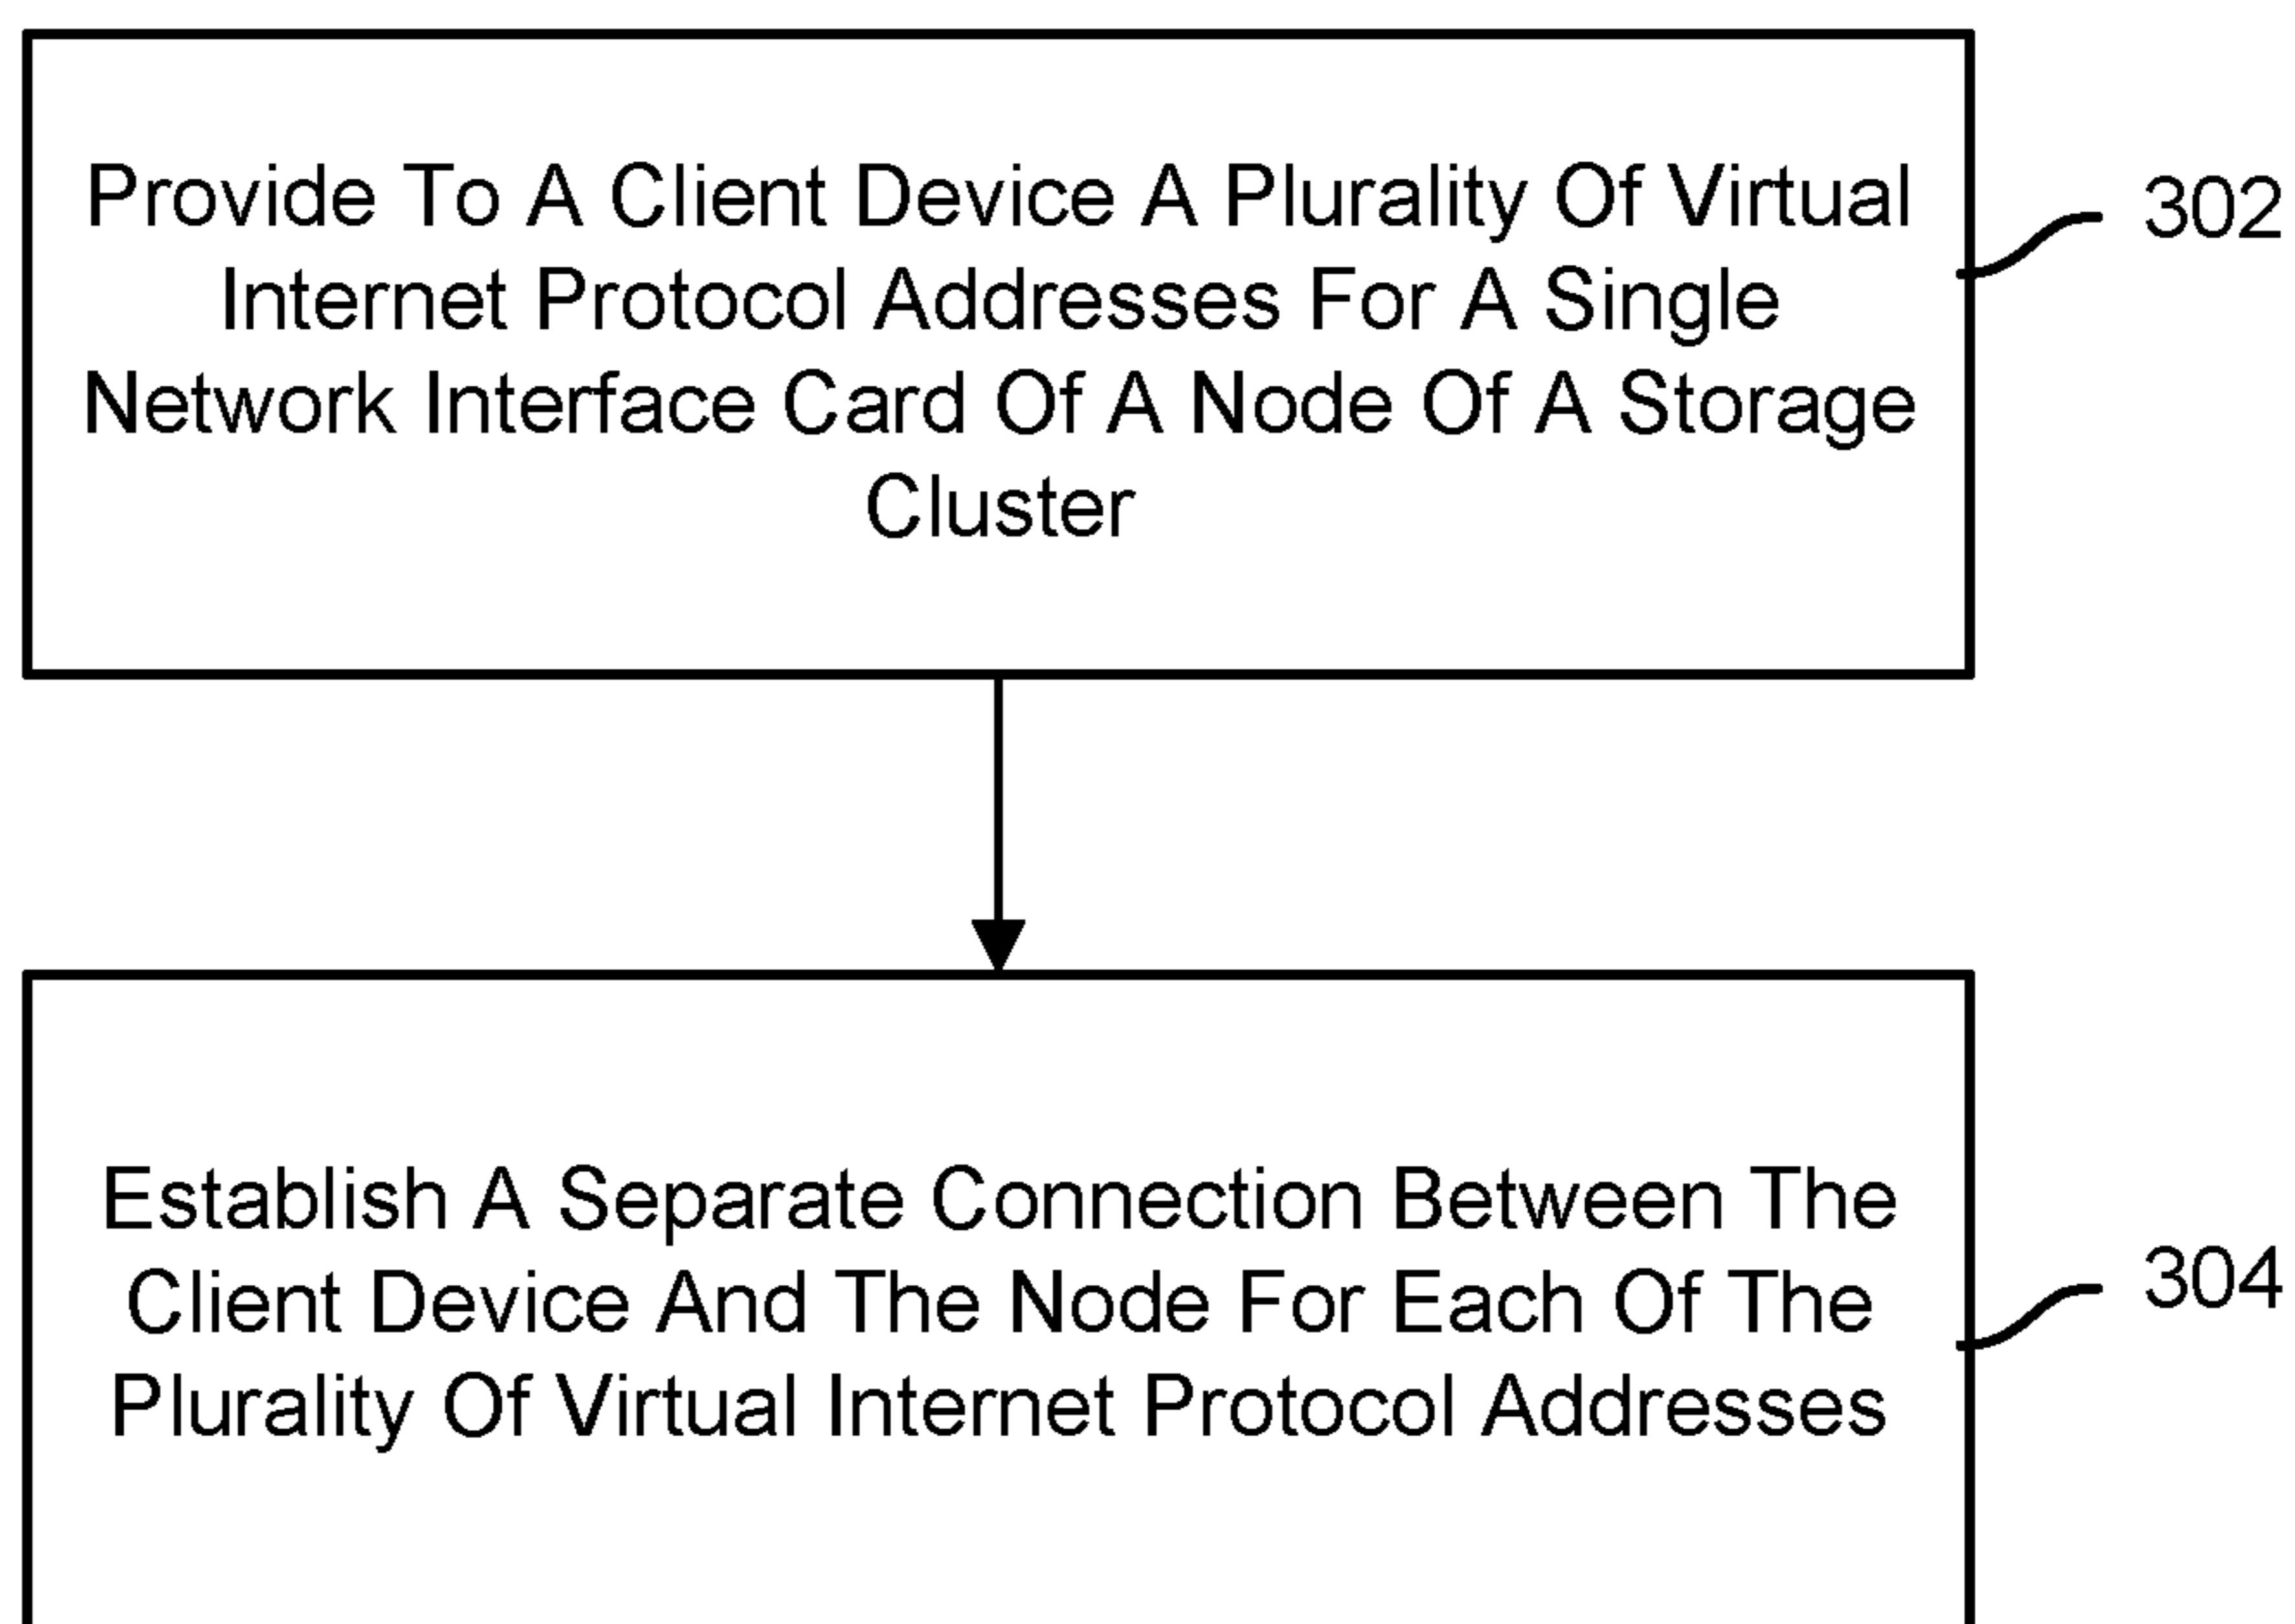 Provide To A Client Device A Plurality Of Virtual
Internet Protocol Addresses For A Single
Network Interface Card Of A Node Of A Storage
Cluster
302
Establish A Separate Connection Between The
Client Device And The Node For Each Of The
Plurality Of Virtual Internet Protocol Addresses
304